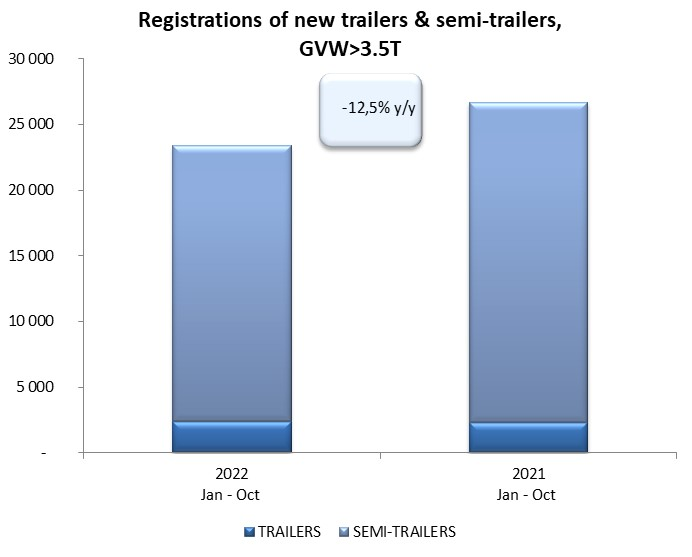 Registrations of new trailers & semi-trailers,
GVW>3.5T
30 000
25 000
20 000
15 000
10 000
5 000
-
-12,5% y/y
2022
Jan - Oct
2021
Jan - Oct
TRAILERS
SEMI-TRAILERS